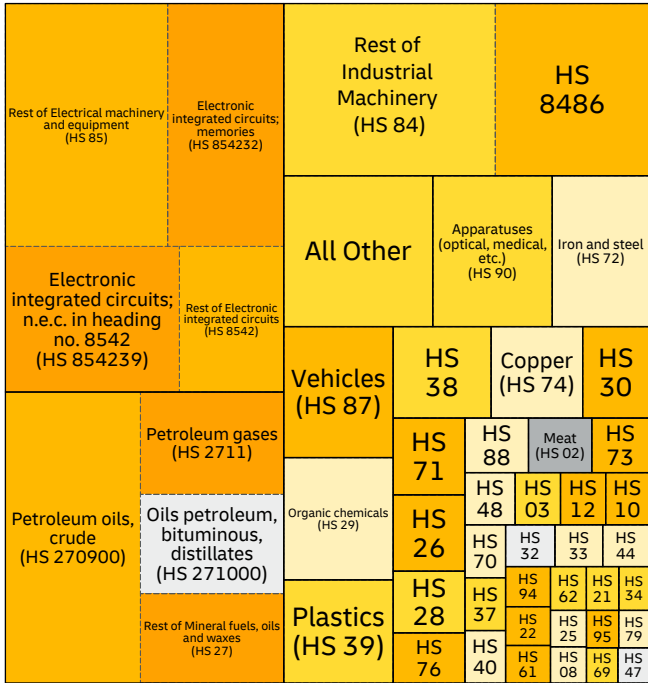 Rest of Electrical machinery
and equipment
(HS 85)
Electronic
integrated circuits;
memories
(HS 854232)
Electronic
integrated circuits;
n.e.c. in heading
no. 8542
(HS 854239)
Rest of Electronic
integrated circuits
(HS 8542)
Petroleum oils,
crude
(HS 270900)
Petroleum gases
(HS 2711)
Oils petroleum,
bituminous,
distillates
(HS 271000)
Rest of Mineral fuels, oils
and waxes
(HS 27)
Rest of
Industrial
Machinery
(HS 84)
HS
8486
All Other
Apparatuses
(optical, medical,
etc.)
(HS 90)
Iron and steel
(HS 72)
Vehicles
(HS 87)
Organic chemicals
(HS 29)
Plastics
(HS 39)
HS
38
Copper
(HS 74)
HS
30
HS
71
HS
26
HS
28
HS
76
HS
88
Meat
(HS 02)
HS
73
HS
48
HS
03
HS
12
HS
10
HS
70
HS
32
HS
33
HS
44
HS
37
HS
40
HS
94
HS
62
HS
21
HS
34
HS
22
HS
25
HS
95
HS
79
HS
61
HS
08
HS
69
HS
47